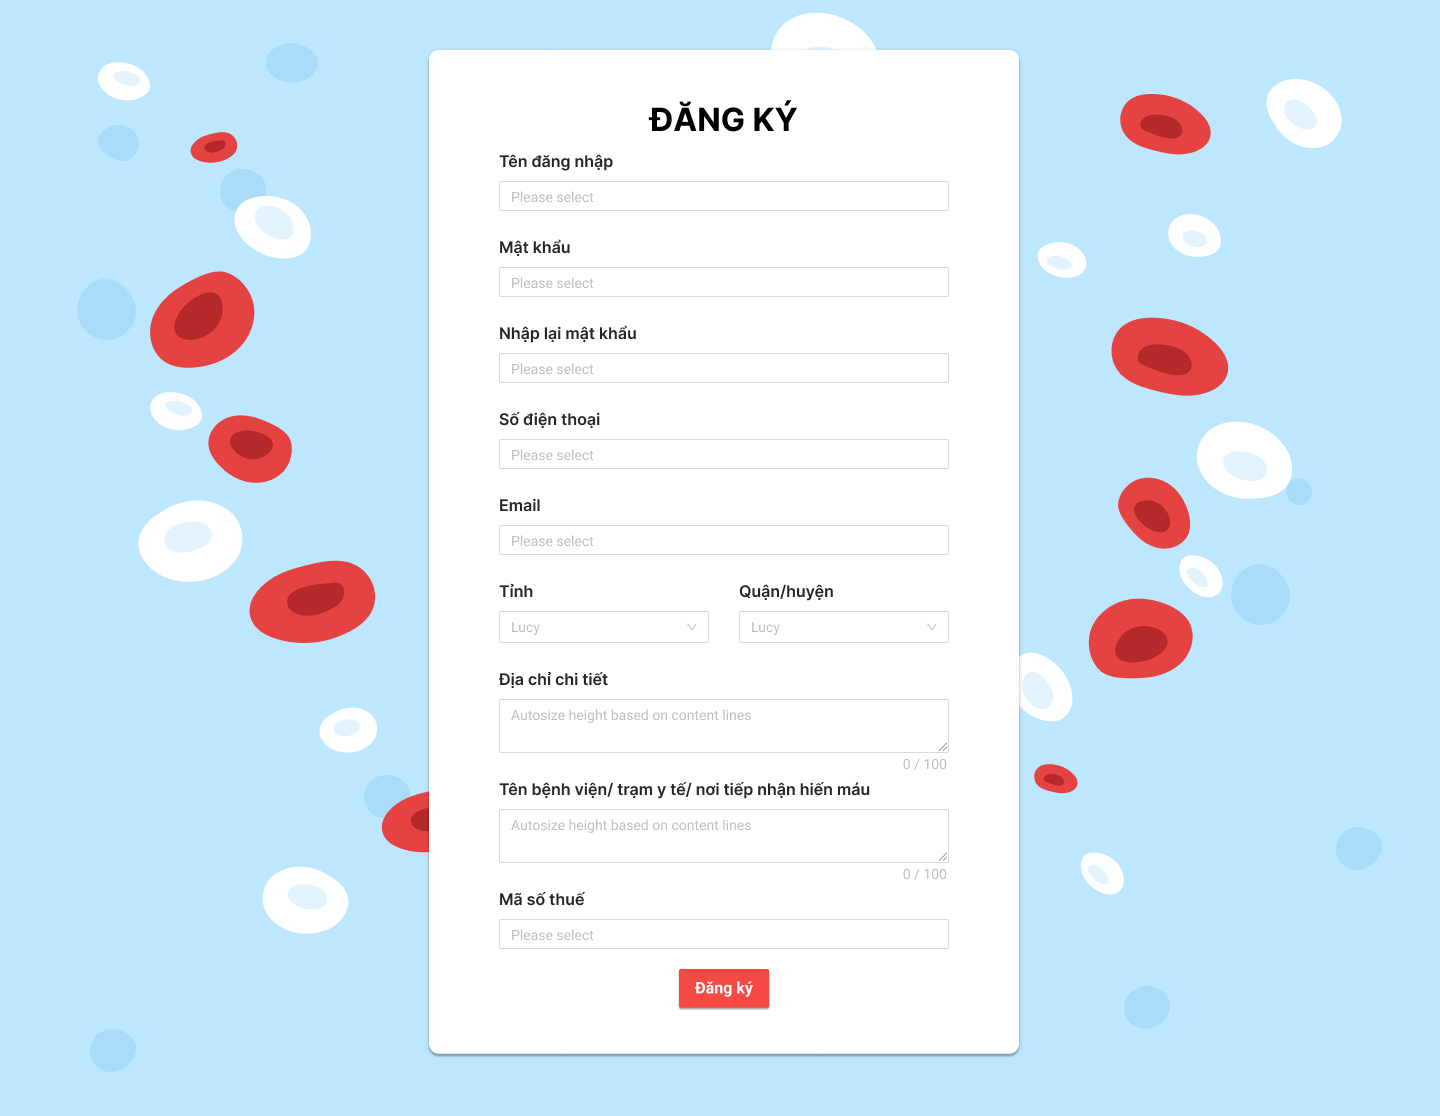 ĐĂNG KÝ
Tên đăng nhập
Please select
Mật khẩu
Please select
Nhập lại mật khẩu
Please select
Số điện thoại
Please select
Email
Please select
Tỉnh Quận/huyện
Lucy Lucy
Địa chỉ chi tiết
Autosize height based on content lines
0 / 100
Tên bệnh viện/ trạm y tế/ nơi tiếp nhận hiến máu
Autosize height based on content lines
0 / 100
Mã số thuế
Please select
Đăng ký